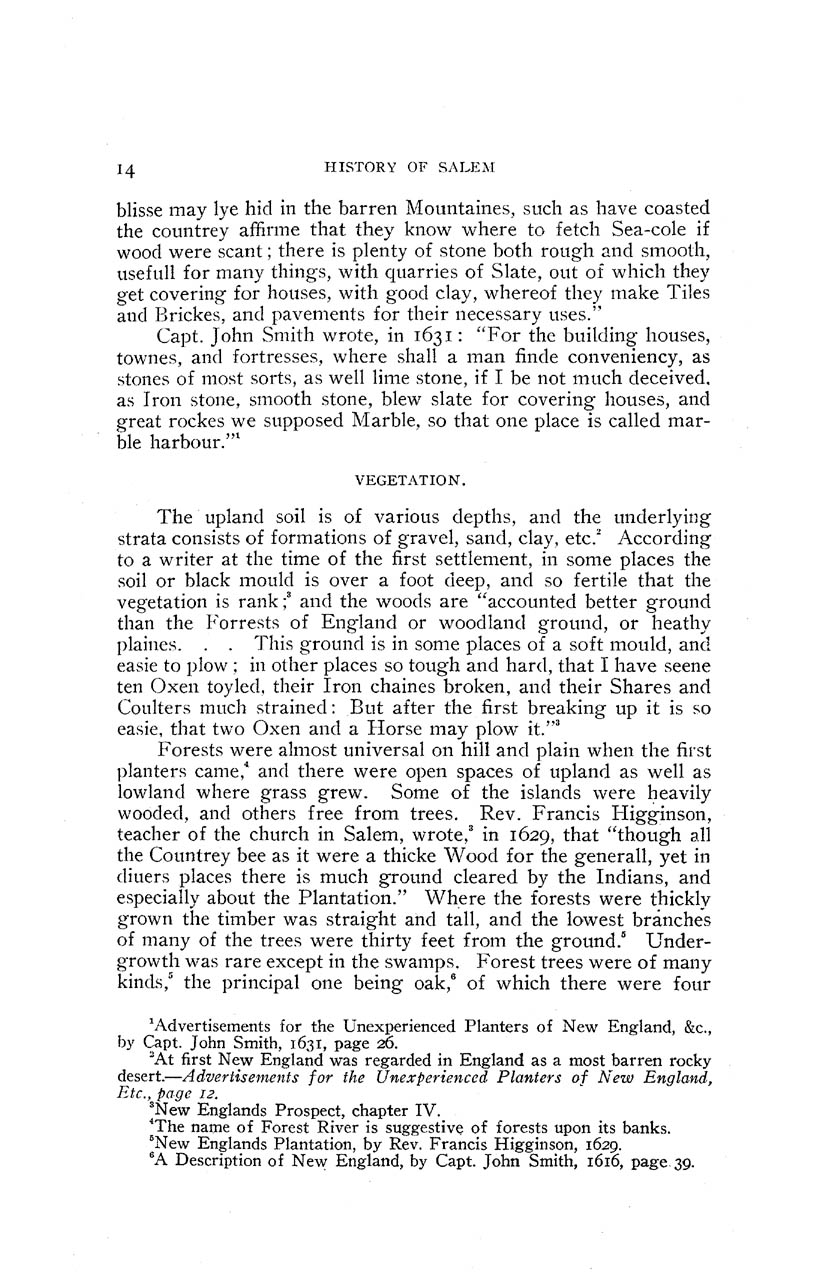 14 HISTORY OF SALEM
blisse may lye hid in the barren Mountaines, such as have coasted
the countrey affirme that they know where to fetch Sea-cole if
wood were scant; there is plenty of stone both rough and smooth,
usefull for many things, with quarries of Slate, out of which they
get covering for houses, with good clay, whereof they make Tiles
and Brickes, and pavements for their necessary uses."
Capt. John Smith wrote, in 1631: "For the building houses,
townes, and fortresses, where shall a man finde conveniency, as
stones of most sorts, as well lime stone, if I be not much deceived,
as Iron stone, smooth stone, blew slate for covering houses, and
great rockes we supposed Marble, so that one place is called mar-
ble harbour."¹
VEGETATION.
The upland soil is of various depths, and the underlying
strata consists of formations of gravel, sand, clay, etc.² According
to a writer at the time of the first settlement, in some places the
soil or black mould is over a foot deep, and so fertile that the
vegetation is rank;³ and the woods are "accounted better ground
than the Forrests of England or woodland ground, or heathy
plaines. . . This ground is in some places of a soft mould, and
easie to plow; in other places so tough and hard, that I have seene
ten Oxen toyled, their Iron chaines broken, and their Shares and
Coulters much strained: But after the first breaking up it is so
easie, that two Oxen and a Horse may plow it."³
Forests were almost universal on hill and plain when the first
planters came,⁴ and there were open spaces of upland as well as
lowland where grass grew. Some of the islands were heavily
wooded, and others free from trees. Rev. Francis Higginson,
teacher of the church in Salem, wrote,⁵ in 1629, that "though all
the Countrey bee as it were a thicke Wood for the generall, yet in
diuers places there is much ground cleared by the Indians, and
especially about the Plantation." Where the forests were thickly
grown the timber was straight and tall, and the lowest branches
of many of the trees were thirty feet from the ground.⁵ Under-
growth was rare except in the swamps. Forest trees were of many
kinds,⁵ the principal one being oak,⁶ of which there were four
¹Advertisements for the Unexperienced Planters of New England, &c.,
by Capt. John Smith, 1631, page 26.
²At first New England was regarded in England as a most barren rocky
desert.—Advertisements for the Unexperienced Planters of New England,
Etc., page 12.
³New Englands Prospect, chapter IV.
⁴The name of Forest River is suggestive of forests upon its banks.
⁵New Englands Plantation, by Rev. Francis Higginson, 1629.
⁶A Description of New England, by Capt. John Smith, 1616, page 39.